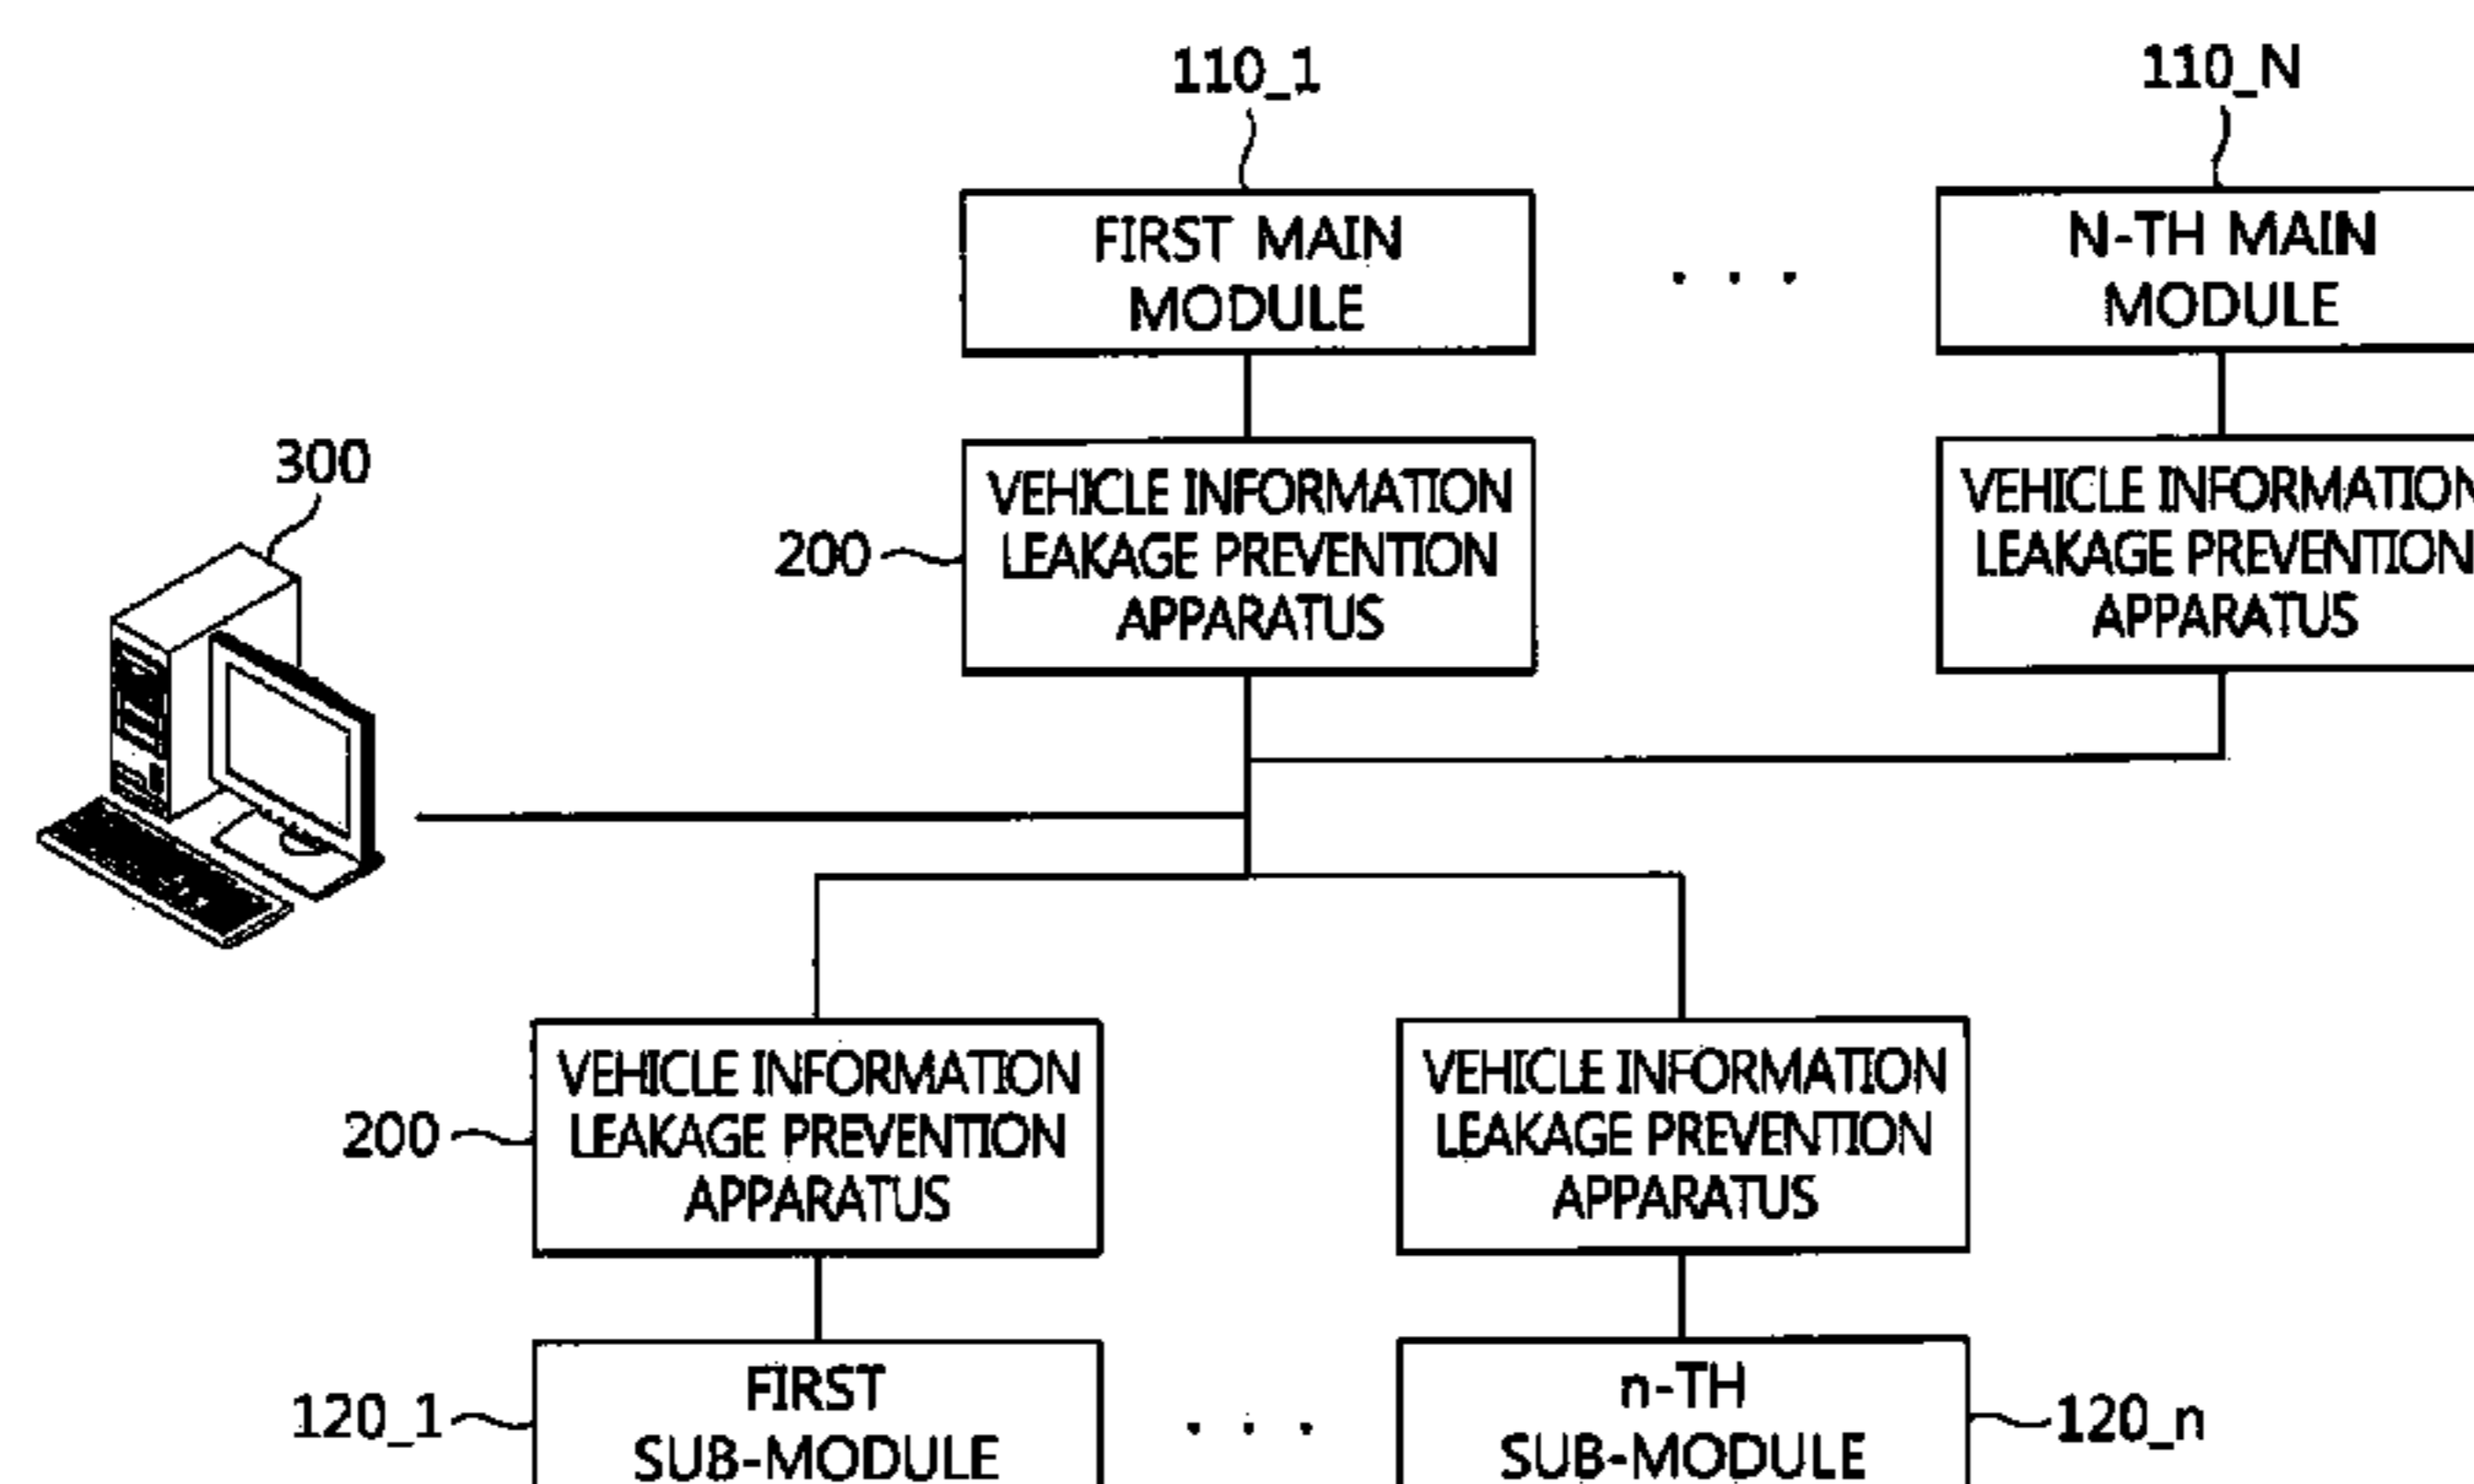 110_1
110_N
FIRST MAIN
MODULE
N-TH MAIN
MODULE
300
200
VEHICLE INFORMATION
LEAKAGE PREVENTION
APPARATUS
VEHICLE INFORMATION
LEAKAGE PREVENTION
APPARATUS
200
VEHICLE INFORMATION
LEAKAGE PREVENTION
APPARATUS
VEHICLE INFORMATION
LEAKAGE PREVENTION
APPARATUS
120_1
FIRST
SUB-MODULE
. . .
n-TH
SUB-MODULE
120_n